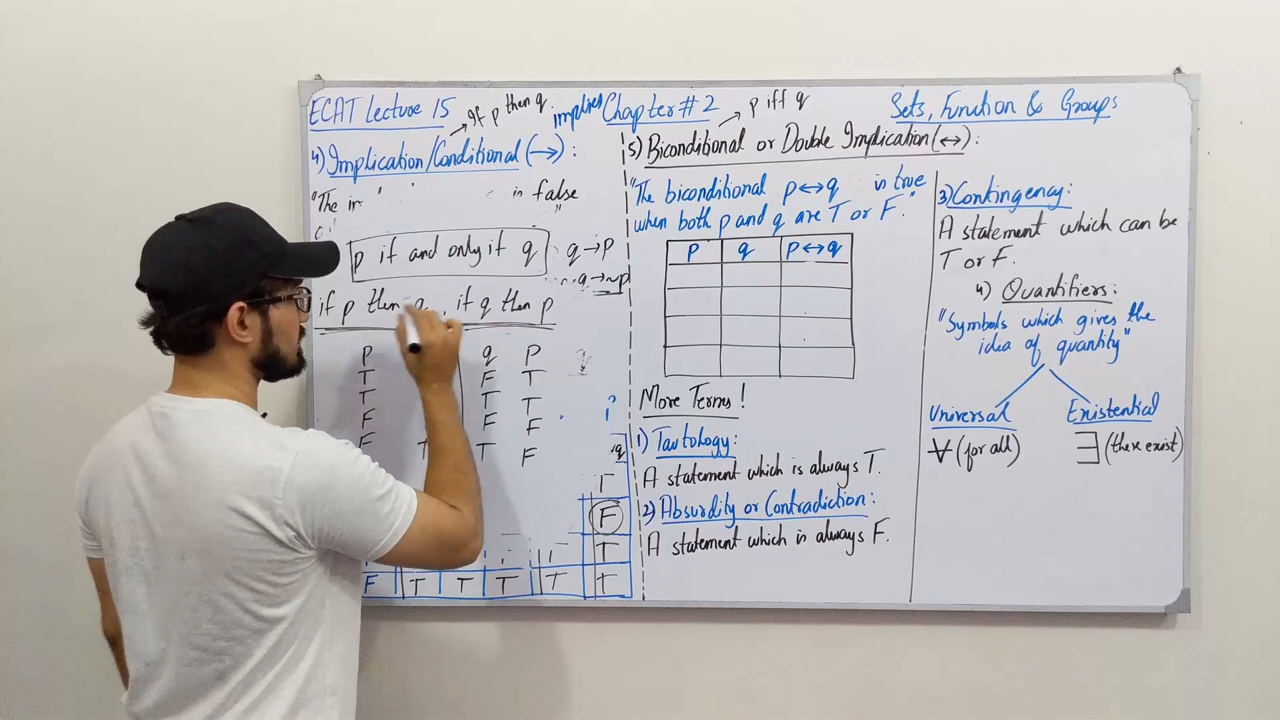 ECAT lecture 15
If p then q
implies
Chapter # 2
Sets, Function & Groups
4) Implication/Conditional (→) :
"The
is false
p if and only if q
q → p
q → ~p
if p then q, if q then p
p q p
T F T
T T T
F F F
F T T F
q
T
F
T
F T T T T T
p iff q
5) Biconditional or Double Implication (↔) :
"The biconditional p ↔ q is true
when both p and q are T or F."
p q p ↔ q
More Terms !
1) Tautology:
A statement which is always T.
2) Absurdity or Contradiction :
A statement which is always F.
3) Contingency:
A statement which can be
T or F.
4) Quantifiers:
"Symbols which gives the
idia of quantity"
Universal Existential
∀ (for all) ∃ (there exist)